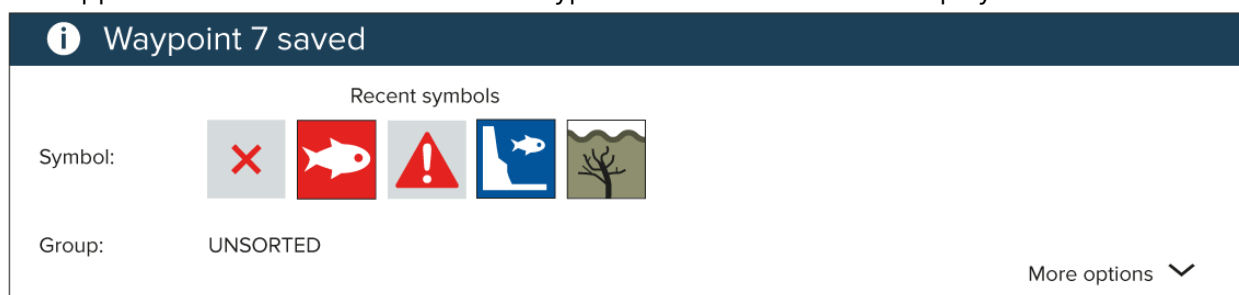 Waypoint 7 saved
Recent symbols
Symbol:
Group: UNSORTED
More options